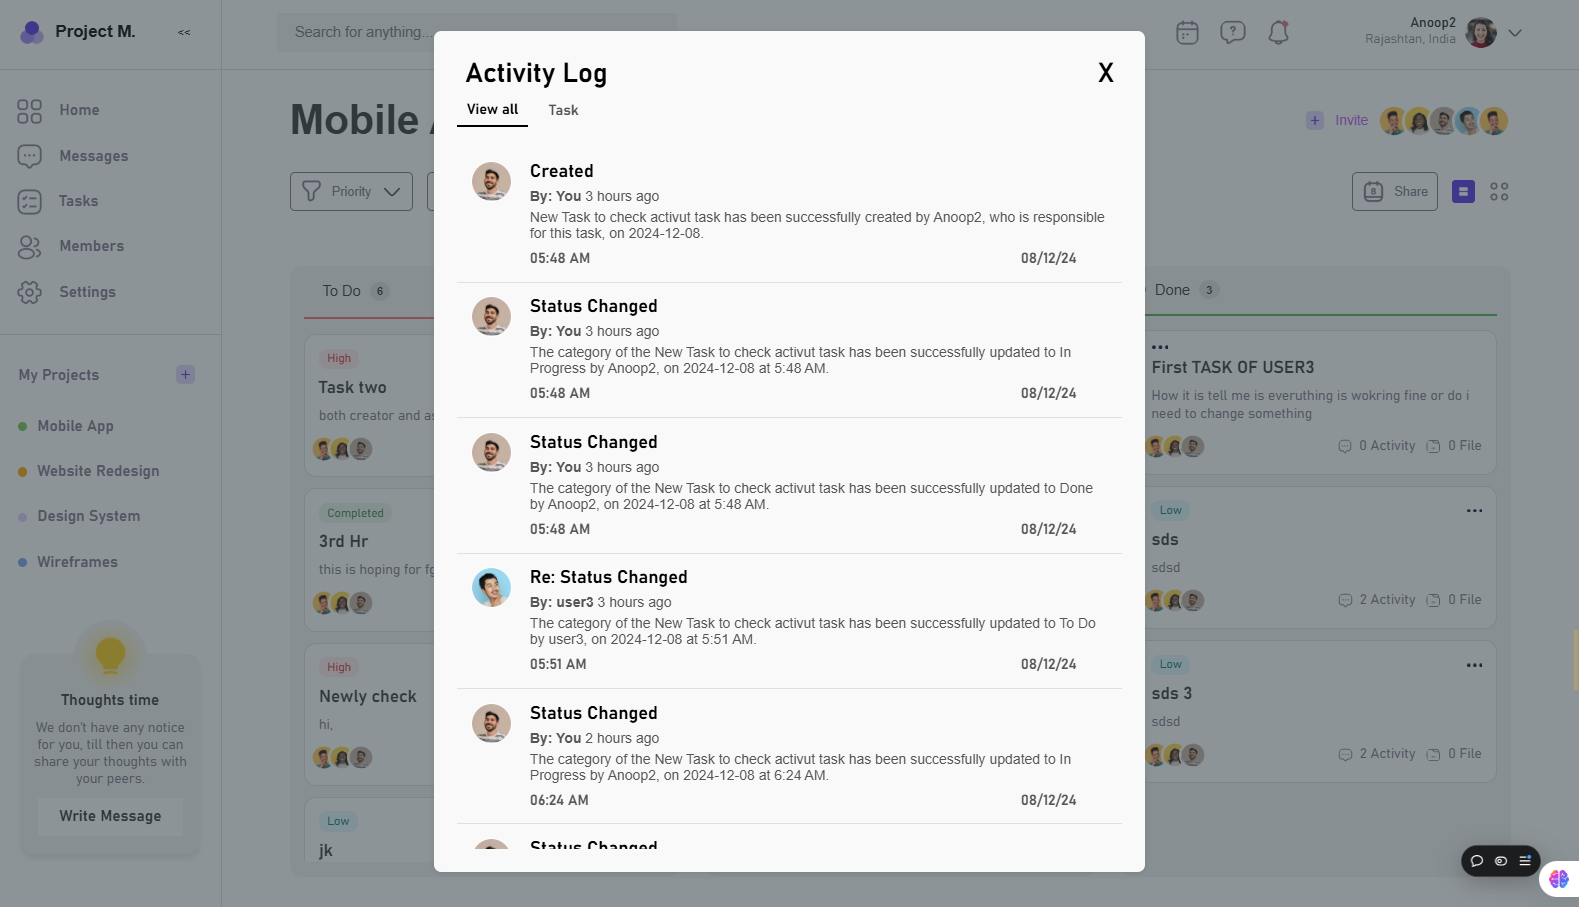 Project M.
<<
Search for anything...
Anoop2
Rajashtan, India
Home
Messages
Tasks
Members
Settings
My Projects
+
Mobile App
Website Redesign
Design System
Wireframes
Thoughts time
We don't have any notice
for you, till then you can
share your thoughts with
your peers.
Write Message
Mobile
+ Invite
Priority
Share
To Do 6
High
Task two
both creator and as
Completed
3rd Hr
this is hoping for
High
Newly check
hi,
Low
jk
Activity Log
X
View all
Task
Created
By: You 3 hours ago
New Task to check activut task has been successfully created by Anoop2, who is responsible
for this task, on 2024-12-08.
05:48 AM 08/12/24
Status Changed
By: You 3 hours ago
The category of the New Task to check activut task has been successfully updated to In
Progress by Anoop2, on 2024-12-08 at 5:48 AM.
05:48 AM 08/12/24
Status Changed
By: You 3 hours ago
The category of the New Task to check activut task has been successfully updated to Done
by Anoop2, on 2024-12-08 at 5:48 AM.
05:48 AM 08/12/24
Re: Status Changed
By: user3 3 hours ago
The category of the New Task to check activut task has been successfully updated to To Do
by user3, on 2024-12-08 at 5:51 AM.
05:51 AM 08/12/24
Status Changed
By: You 2 hours ago
The category of the New Task to check activut task has been successfully updated to In
Progress by Anoop2, on 2024-12-08 at 6:24 AM.
06:24 AM 08/12/24
Status Changed
Done 3
First TASK OF USER3
How it is tell me is everuthing is wokring fine or do i
need to change something
0 Activity 0 File
Low
sds
sdsd
2 Activity 0 File
Low
sds 3
sdsd
2 Activity 0 File